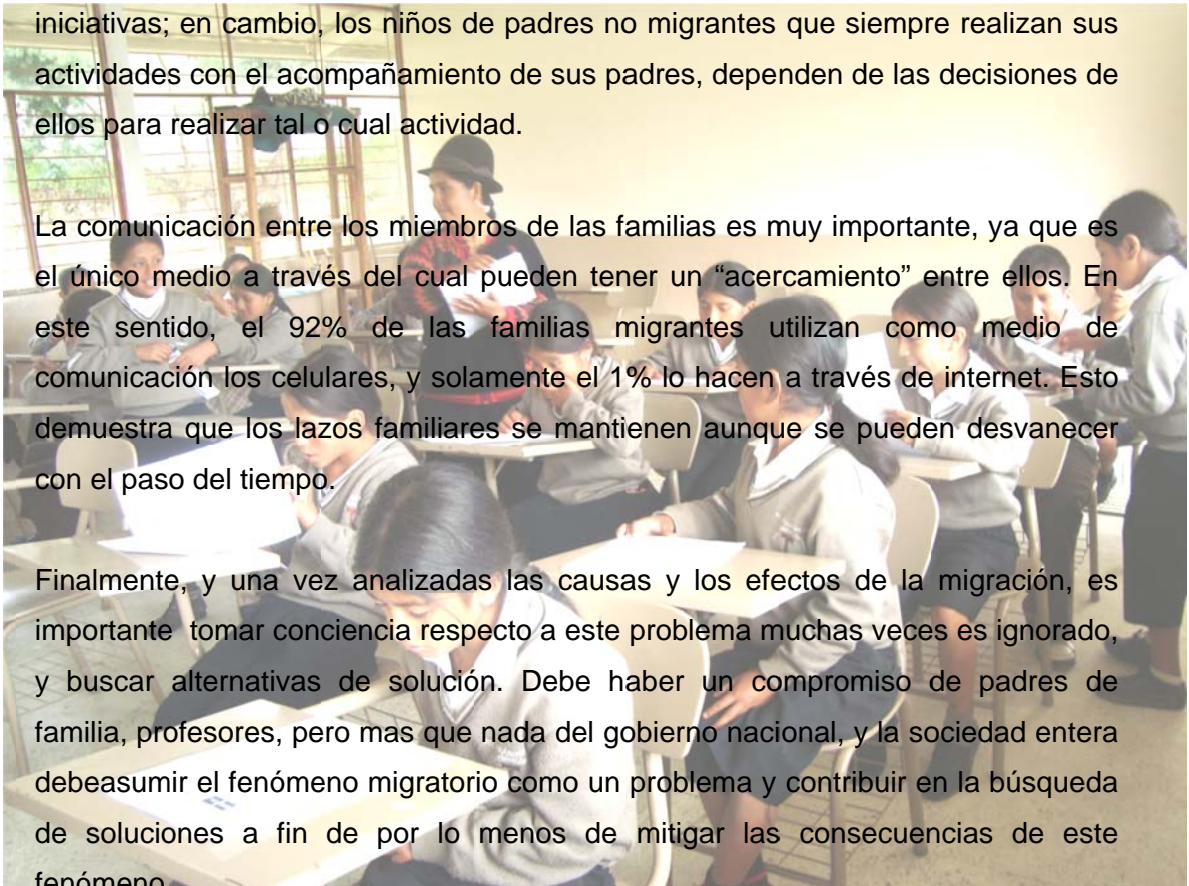 iniciativas; en cambio, los niños de padres no migrantes que siempre realizan sus
actividades con el acompañamiento de sus padres, dependen de las decisiones de
ellos para realizar tal o cual actividad.
La comunicación entre los miembros de las familias es muy importante, ya que es
el único medio a través del cual pueden tener un “acercamiento” entre ellos. En
este sentido, el 92% de las familias migrantes utilizan como medio de
comunicación los celulares, y solamente el 1% lo hacen a través de internet. Esto
demuestra que los lazos familiares se mantienen aunque se pueden desvanecer
con el paso del tiempo.
Finalmente, y una vez analizadas las causas y los efectos de la migración, es
importante tomar conciencia respecto a este problema muchas veces es ignorado,
y buscar alternativas de solución. Debe haber un compromiso de padres de
familia, profesores, pero mas que nada del gobierno nacional, y la sociedad entera
debeasumir el fenómeno migratorio como un problema y contribuir en la búsqueda
de soluciones a fin de por lo menos de mitigar las consecuencias de este
fenómeno.